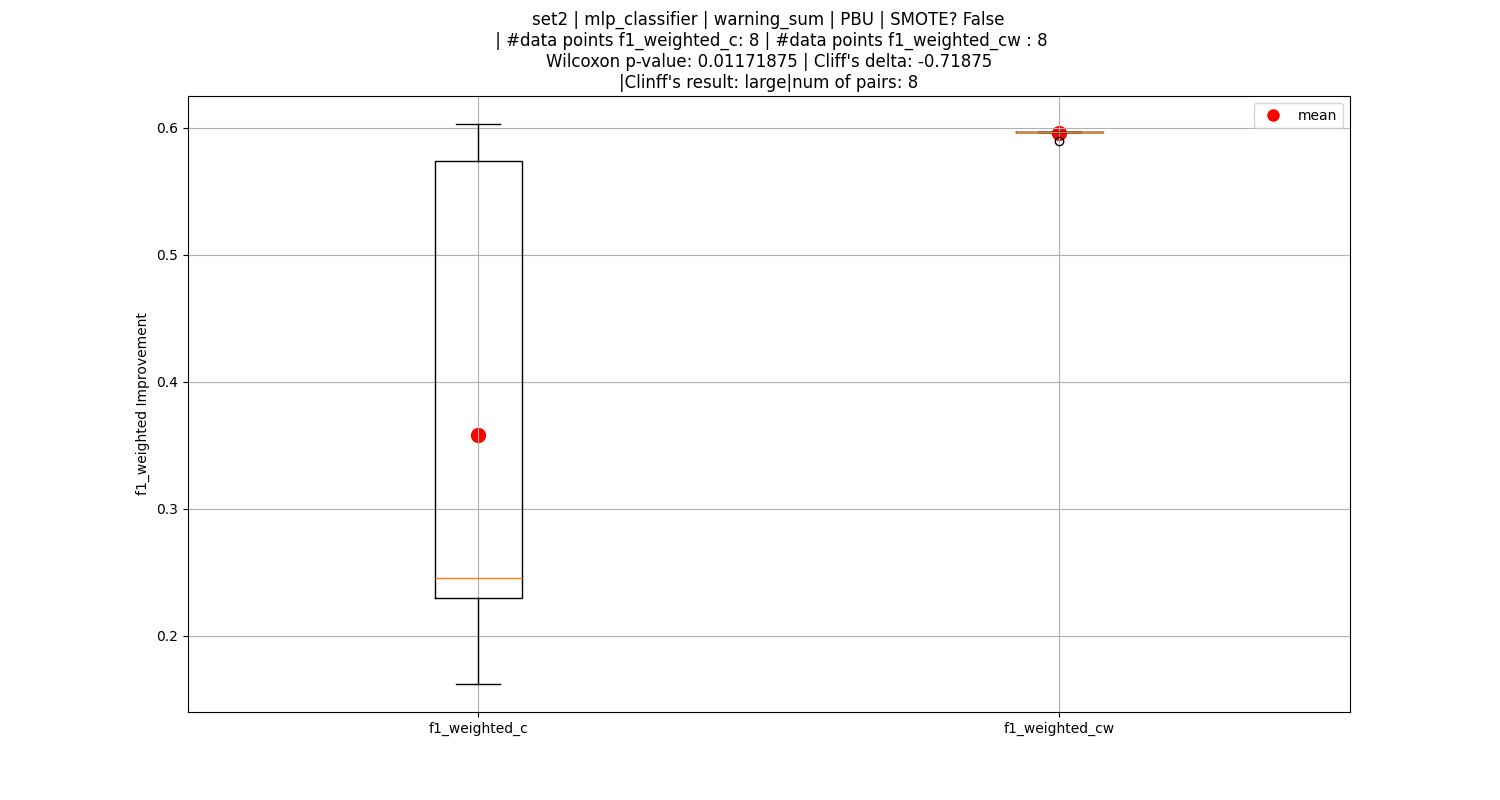 set2 | mlp_classifier | warning_sum | PBU | SMOTE? False
| #data points f1_weighted_c: 8 | #data points f1_weighted_cw : 8
Wilcoxon p-value: 0.01171875 | Cliff's delta: -0.71875
|Clinff's result: large|num of pairs: 8
mean
0.6
0.5
0.4
0.3
0.2
f1_weighted Improvement
f1_weighted_c
f1_weighted_cw